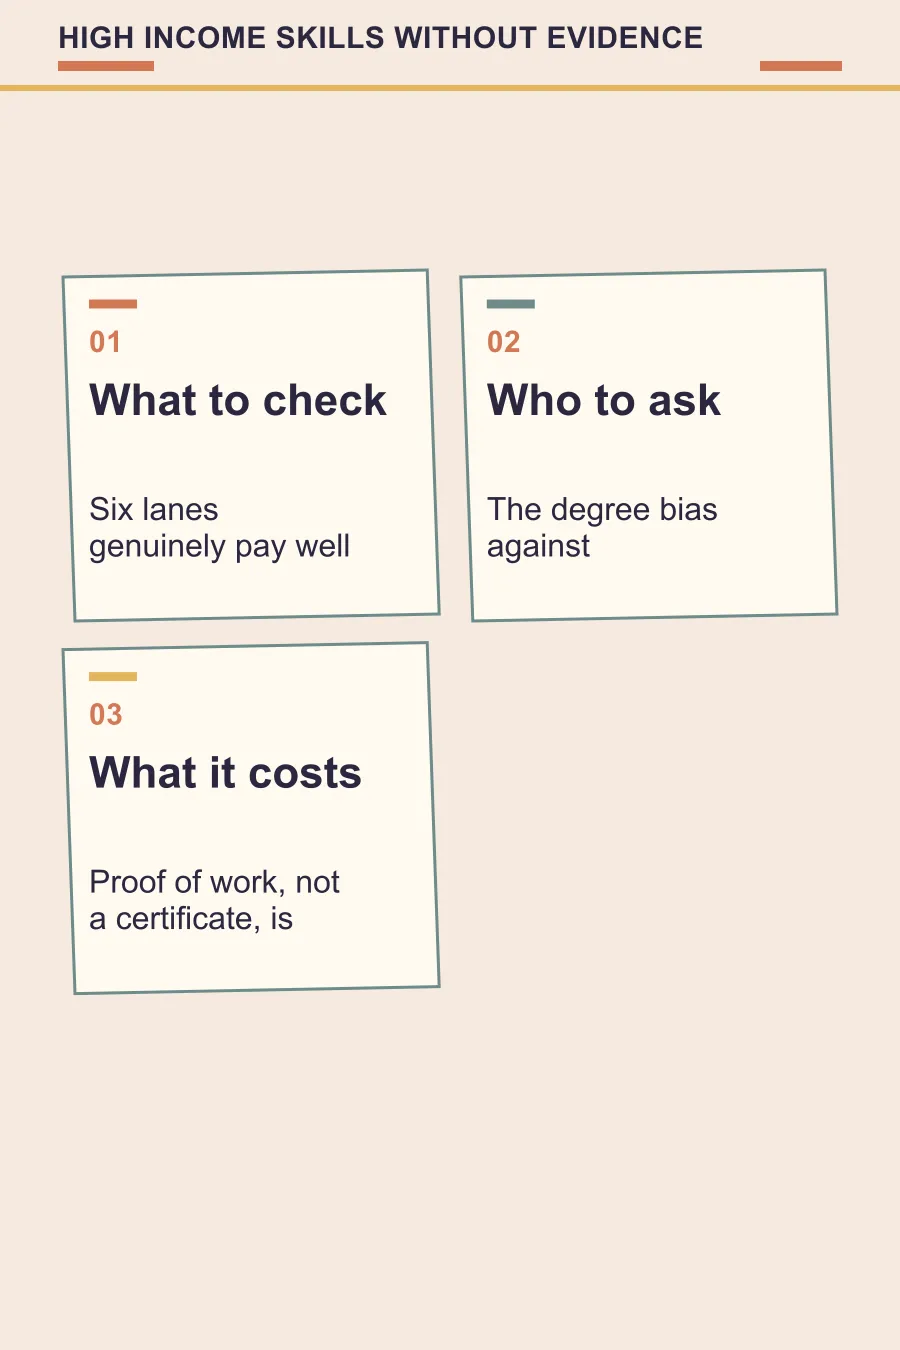 HIGH INCOME SKILLS WITHOUT EVIDENCE
01
What to check
Six lanes
genuinely pay well
02
Who to ask
The degree bias
against
03
What it costs
Proof of work, not
a certificate, is